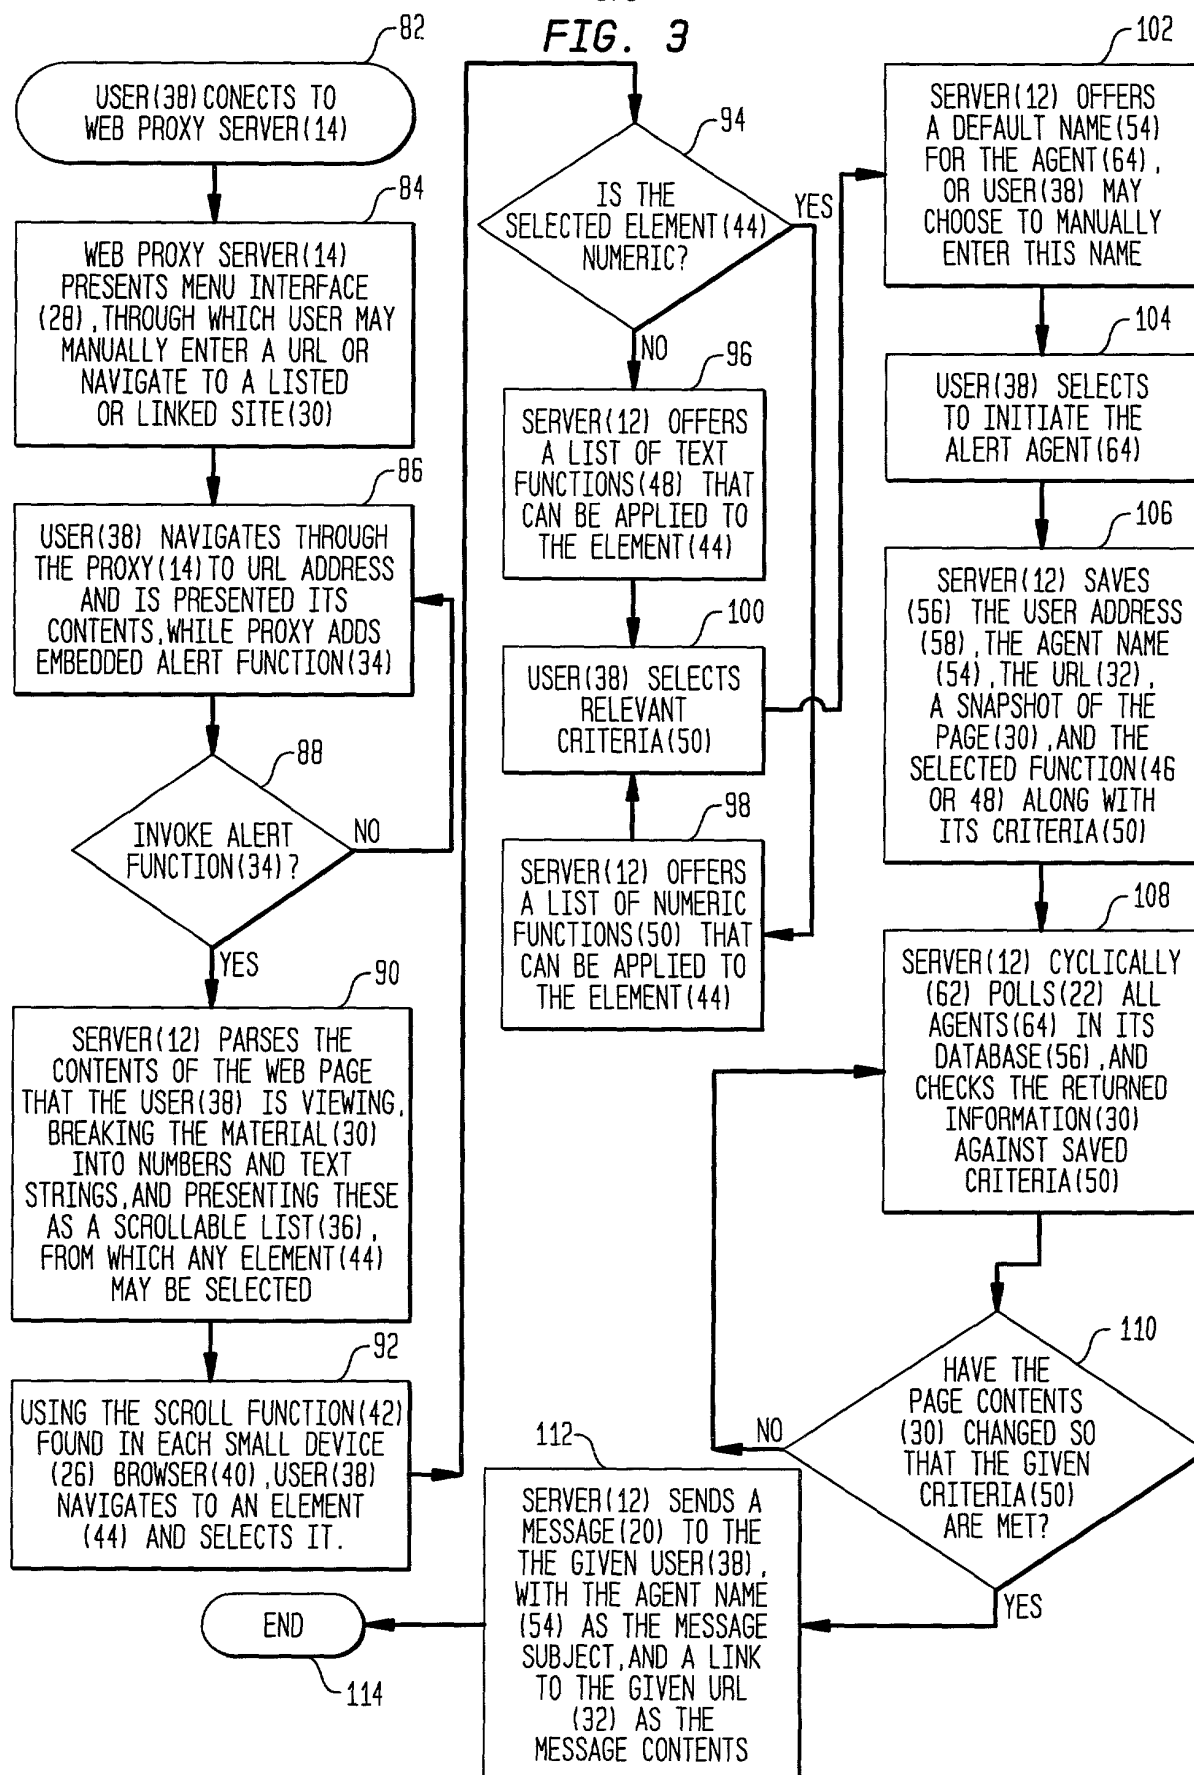 FIG. 3
82
USER(38)CONECTS TO
WEB PROXY SERVER(14)
84
WEB PROXY SERVER(14)
PRESENTS MENU INTERFACE
(28),THROUGH WHICH USER MAY
MANUALLY ENTER A URL OR
NAVIGATE TO A LISTED
OR LINKED SITE(30)
86
USER(38) NAVIGATES THROUGH
THE PROXY(14)TO URL ADDRESS
AND IS PRESENTED ITS
CONTENTS,WHILE PROXY ADDS
EMBEDDED ALERT FUNCTION(34)
88
INVOKE ALERT
FUNCTION(34)?
NO
YES
90
SERVER(12) PARSES THE
CONTENTS OF THE WEB PAGE
THAT THE USER(38) IS VIEWING,
BREAKING THE MATERIAL(30)
INTO NUMBERS AND TEXT
STRINGS,AND PRESENTING THESE
AS A SCROLLABLE LIST(36),
FROM WHICH ANY ELEMENT(44)
MAY BE SELECTED
92
USING THE SCROLL FUNCTION(42)
FOUND IN EACH SMALL DEVICE
(26) BROWSER(40),USER(38)
NAVIGATES TO AN ELEMENT
(44) AND SELECTS IT.
94
IS THE
SELECTED ELEMENT(44)
NUMERIC?
YES
NO
96
SERVER(12) OFFERS
A LIST OF TEXT
FUNCTIONS(48) THAT
CAN BE APPLIED TO
THE ELEMENT(44)
100
USER(38) SELECTS
RELEVANT
CRITERIA(50)
98
SERVER(12) OFFERS
A LIST OF NUMERIC
FUNCTIONS(50) THAT
CAN BE APPLIED TO
THE ELEMENT(44)
102
SERVER(12) OFFERS
A DEFAULT NAME(54)
FOR THE AGENT(64),
OR USER(38) MAY
CHOOSE TO MANUALLY
ENTER THIS NAME
104
USER(38) SELECTS
TO INITIATE THE
ALERT AGENT(64)
106
SERVER(12) SAVES
(56) THE USER ADDRESS
(58),THE AGENT NAME
(54),THE URL(32),
A SNAPSHOT OF THE
PAGE(30),AND THE
SELECTED FUNCTION(46
OR 48) ALONG WITH
ITS CRITERIA(50)
108
SERVER(12) CYCLICALLY
(62) POLLS(22) ALL
AGENTS(64) IN ITS
DATABASE(56),AND
CHECKS THE RETURNED
INFORMATION(30)
AGAINST SAVED
CRITERIA(50)
110
HAVE THE
PAGE CONTENTS
(30) CHANGED SO
THAT THE GIVEN
CRITERIA(50)
ARE MET?
NO
YES
112
SERVER(12) SENDS A
MESSAGE(20) TO THE
THE GIVEN USER(38),
WITH THE AGENT NAME
(54) AS THE MESSAGE
SUBJECT,AND A LINK
TO THE GIVEN URL
(32) AS THE
MESSAGE CONTENTS
END
114